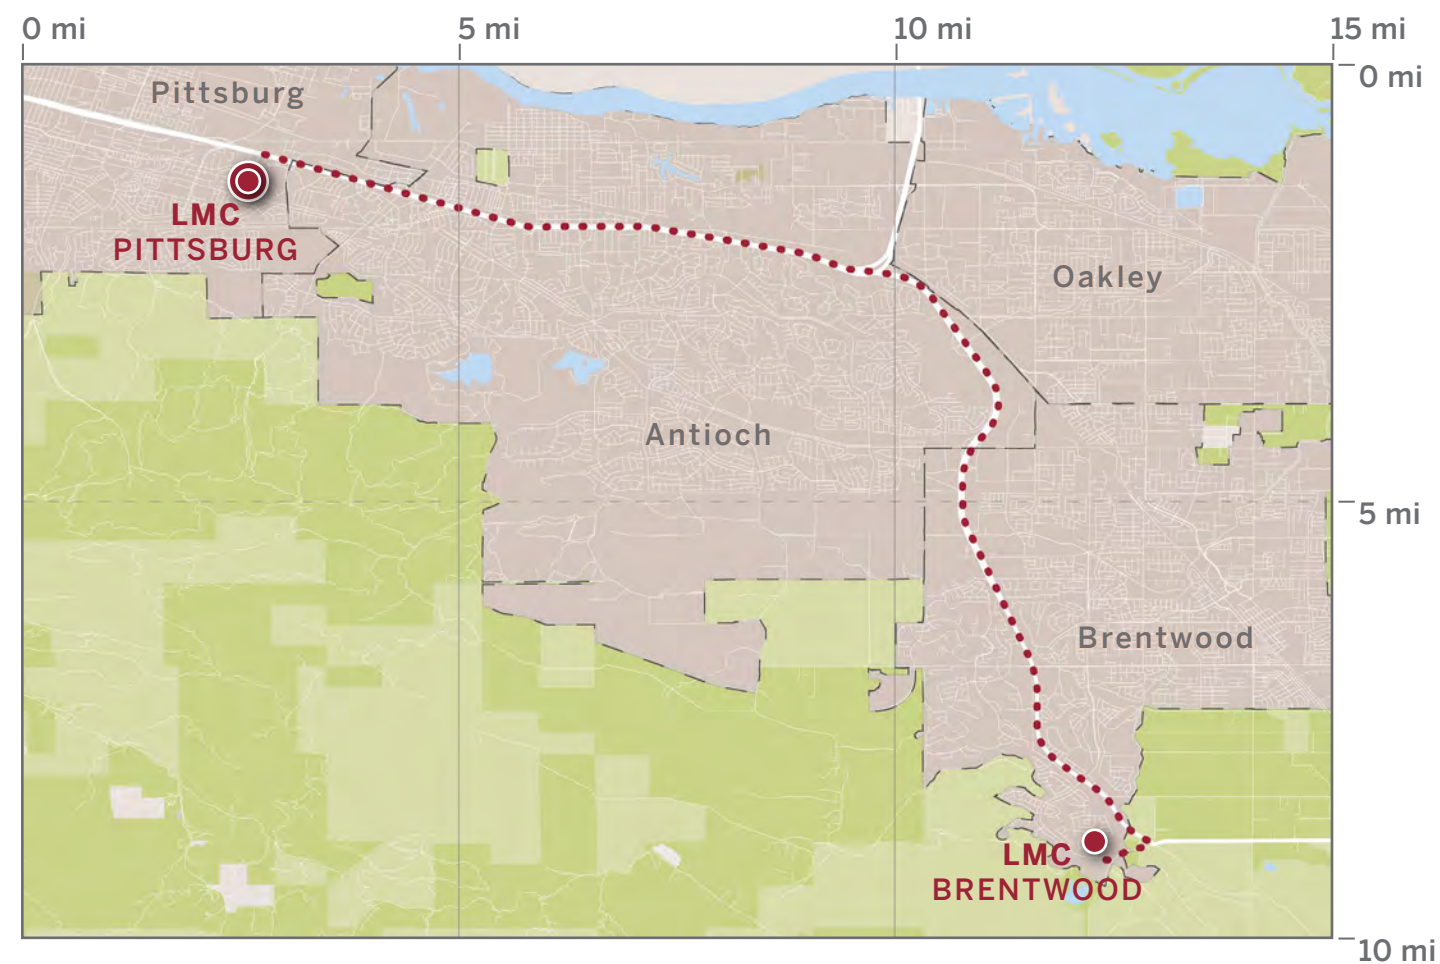 0 mi
5 mi
10 mi
15 mi
0 mi
Pittsburg
LMC
PITTSBURG
Oakley
Antioch
5 mi
Brentwood
LMC
BRENTWOOD
10 mi